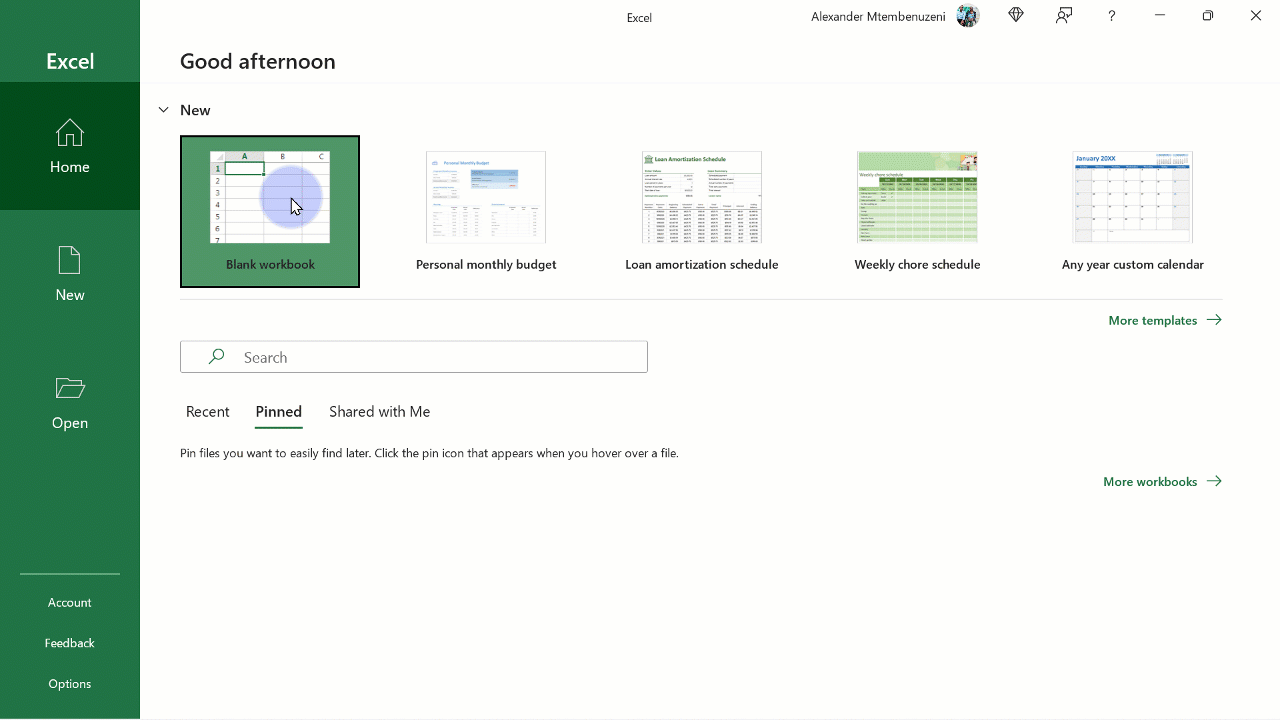 Excel
Alexander Mtembenuzeni
?
Excel
Good afternoon
Home
New
Open
Account
Feedback
Options
New
A B C
1
2
3
4
5
6
7
Blank workbook
Personal Monthly Budget
Personal monthly budget
Loan Amortization Schedule
Loan amortization schedule
Weekly chore schedule
Weekly chore schedule
January 20XX
Any year custom calendar
More templates
Search
Recent Pinned Shared with Me
Pin files you want to easily find later. Click the pin icon that appears when you hover over a file.
More workbooks